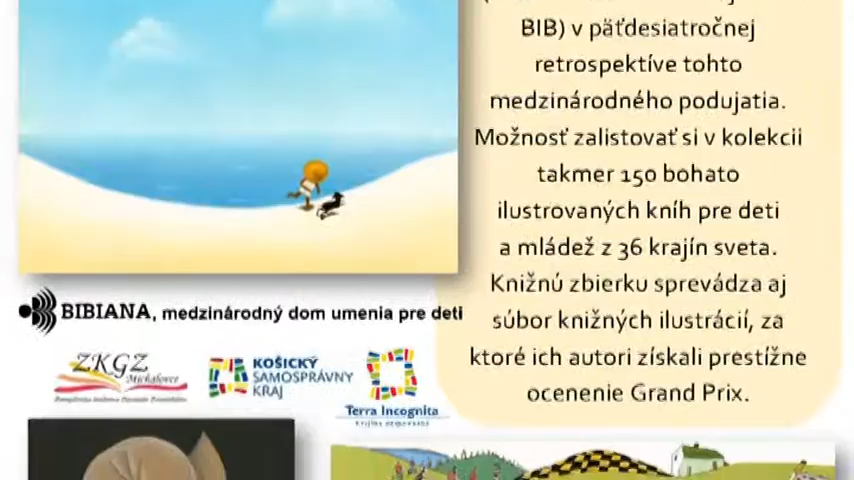 BIB) v päťdesiatročnej
retrospektíve tohto
medzinárodného podujatia.
Možnosť zalistovať si v kolekcii
takmer 150 bohato
ilustrovaných kníh pre deti
a mládež z 36 krajín sveta.
Knižnú zbierku sprevádza aj
súbor knižných ilustrácií, za
ktoré ich autori získali prestížne
ocenenie Grand Prix.
BIBIANA, medzinárodný dom umenia pre deti
ZKGZ
Michalovce
KOŠICKÝ
SAMOSPRÁVNY
KRAJ
Terra Incognita